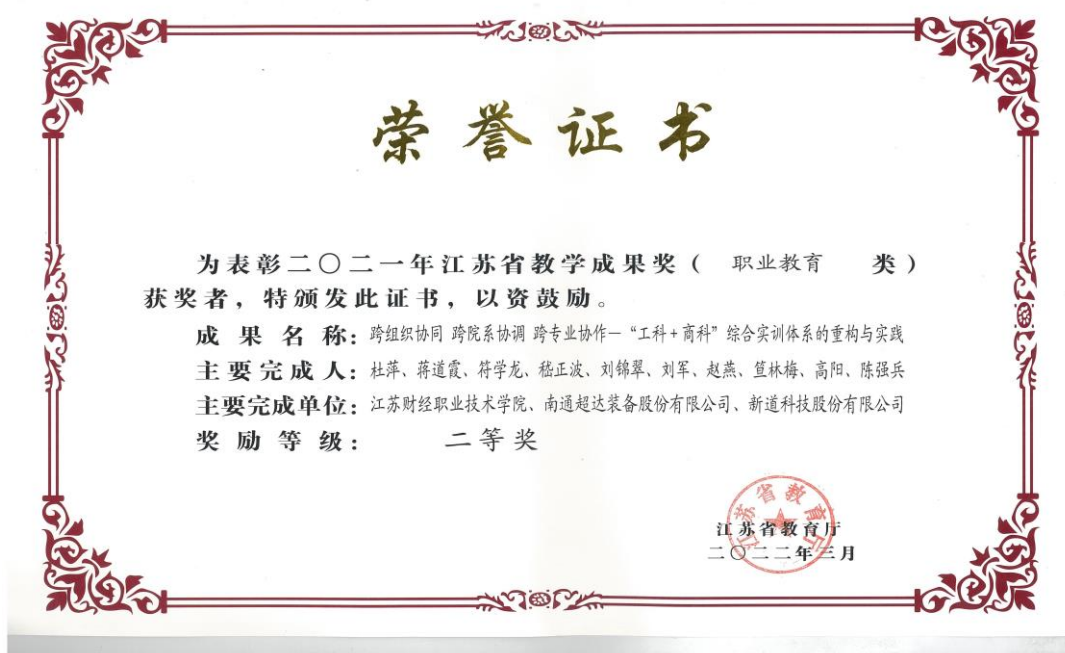 荣誉证书
为表彰二〇二一年江苏省教学成果奖（ 职业教育 类）
获奖者，特颁发此证书，以资鼓励。
成果名称：跨组织协同 跨院系协调 跨专业协作—“工科+商科”综合实训体系的重构与实践
主要完成人：杜萍、蒋道霞、符学龙、嵇正波、刘锦翠、刘军、赵燕、笪林梅、高阳、陈强兵
主要完成单位：江苏财经职业技术学院、南通超达装备股份有限公司、新道科技股份有限公司
奖励等级： 二等奖
江苏省教育厅
江苏省教育厅
二〇二二年三月